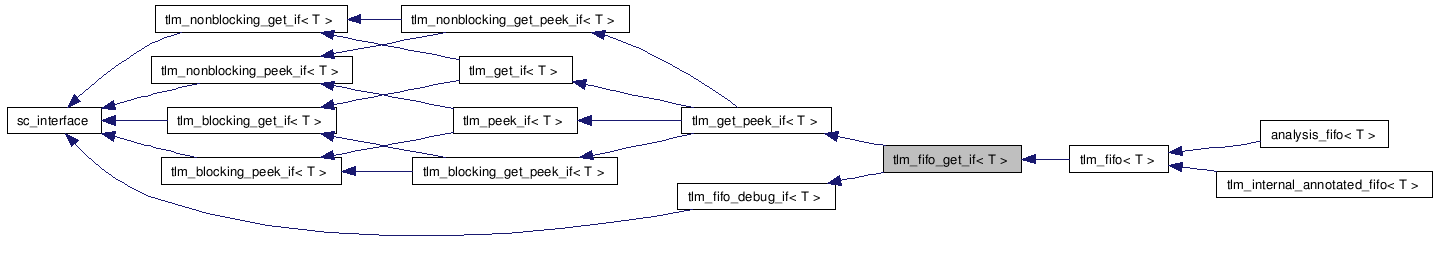 tlm_nonblocking_get_if< T >
tlm_nonblocking_get_peek_if< T >
tlm_nonblocking_peek_if< T >
tlm_get_if< T >
sc_interface
tlm_blocking_get_if< T >
tlm_peek_if< T >
tlm_get_peek_if< T >
analysis_fifo< T >
tlm_blocking_peek_if< T >
tlm_blocking_get_peek_if< T >
tlm_fifo_get_if< T >
tlm_fifo< T >
tlm_fifo_debug_if< T >
tlm_internal_annotated_fifo< T >